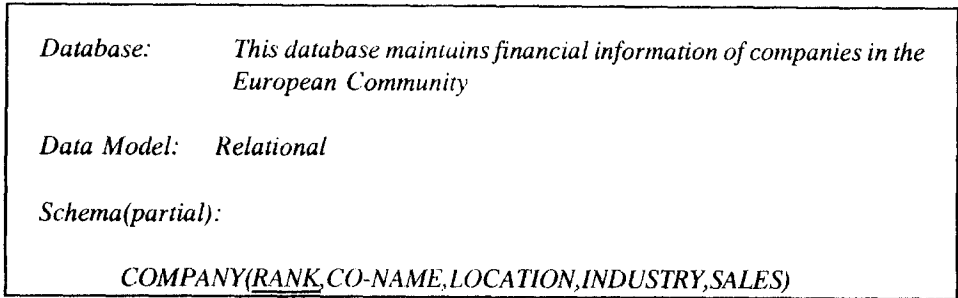 Database: This database maintains financial information of companies in the
European Community
Data Model: Relational
Schema(partial):
COMPANY(RANK,CO-NAME,LOCATION,INDUSTRY,SALES)